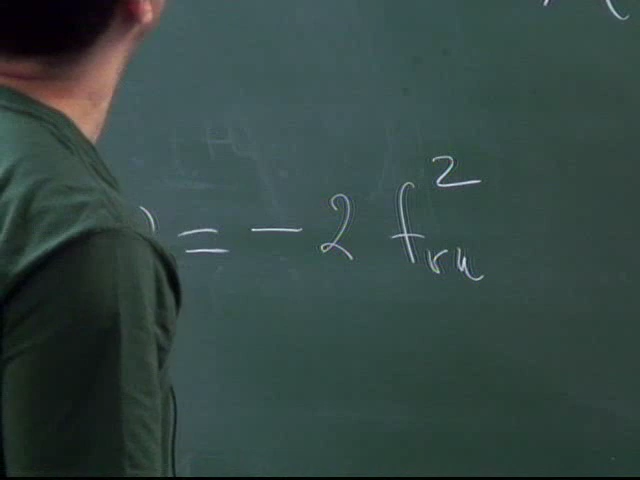 ) = - 2 f_{ru}^2